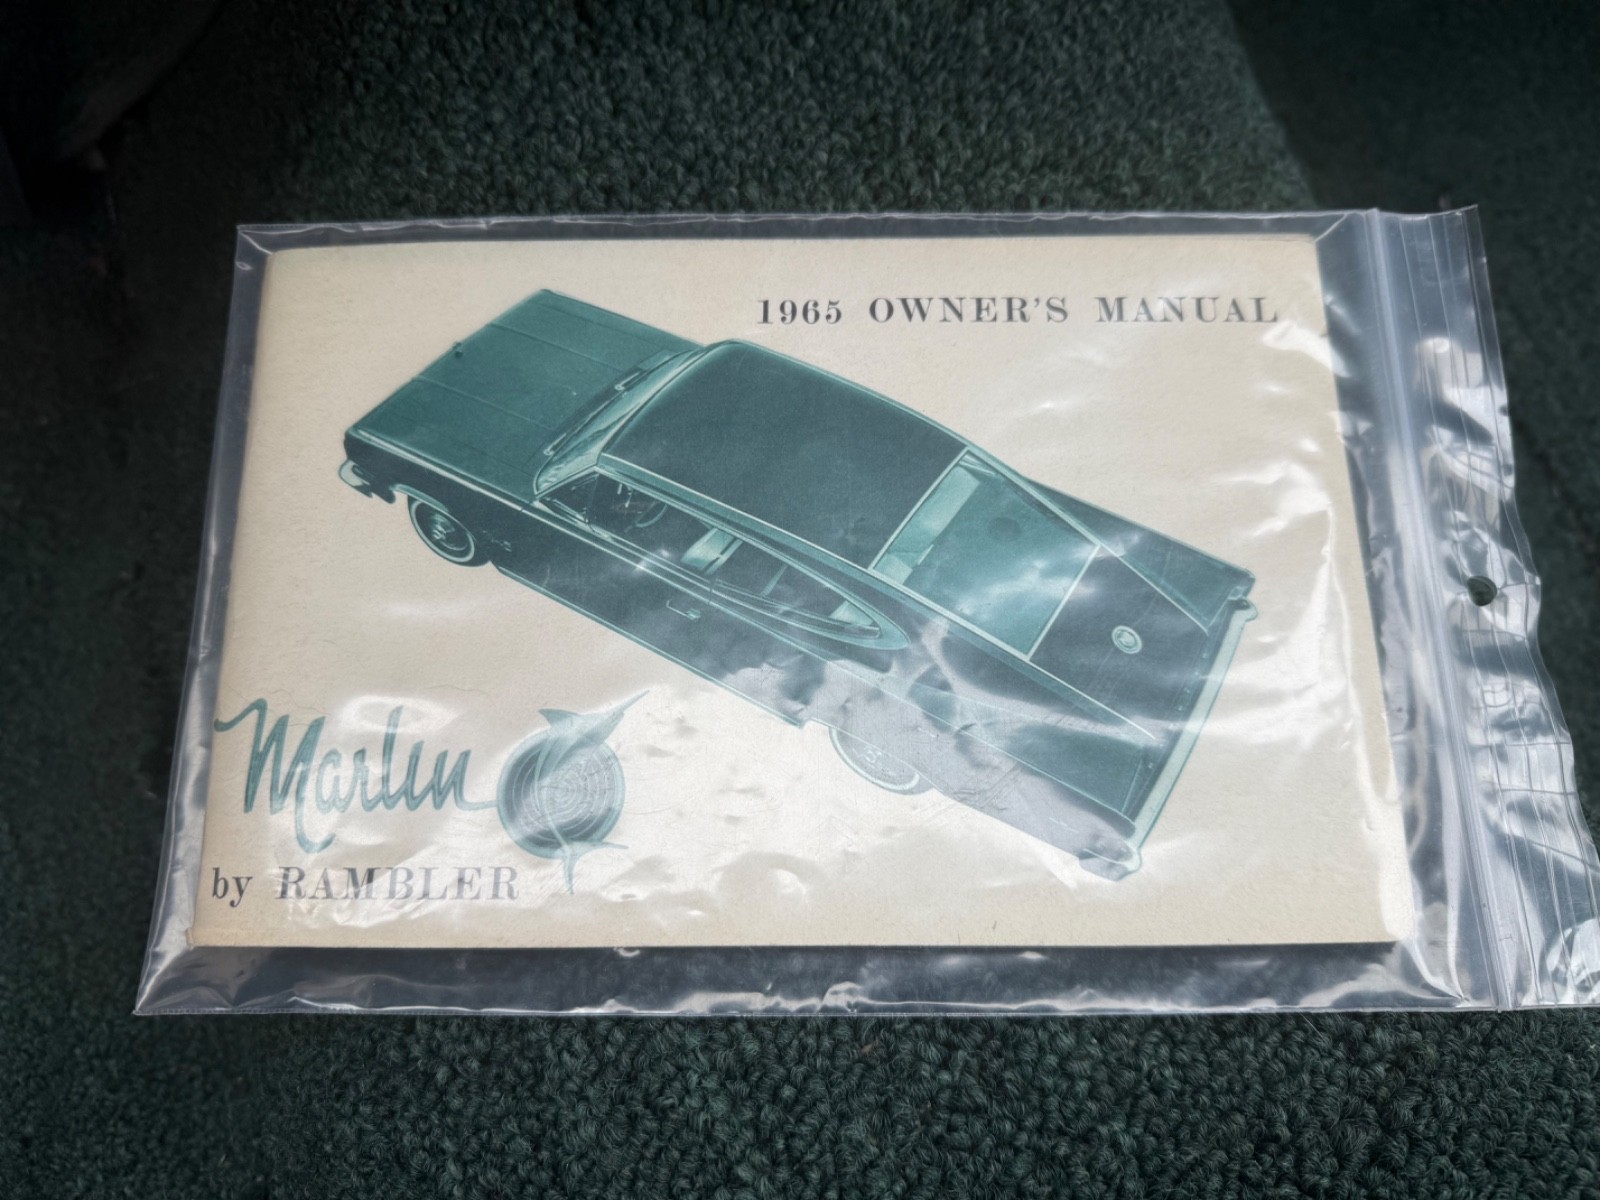 1965 OWNER'S MANUAL
Marlin
by RAMBLER